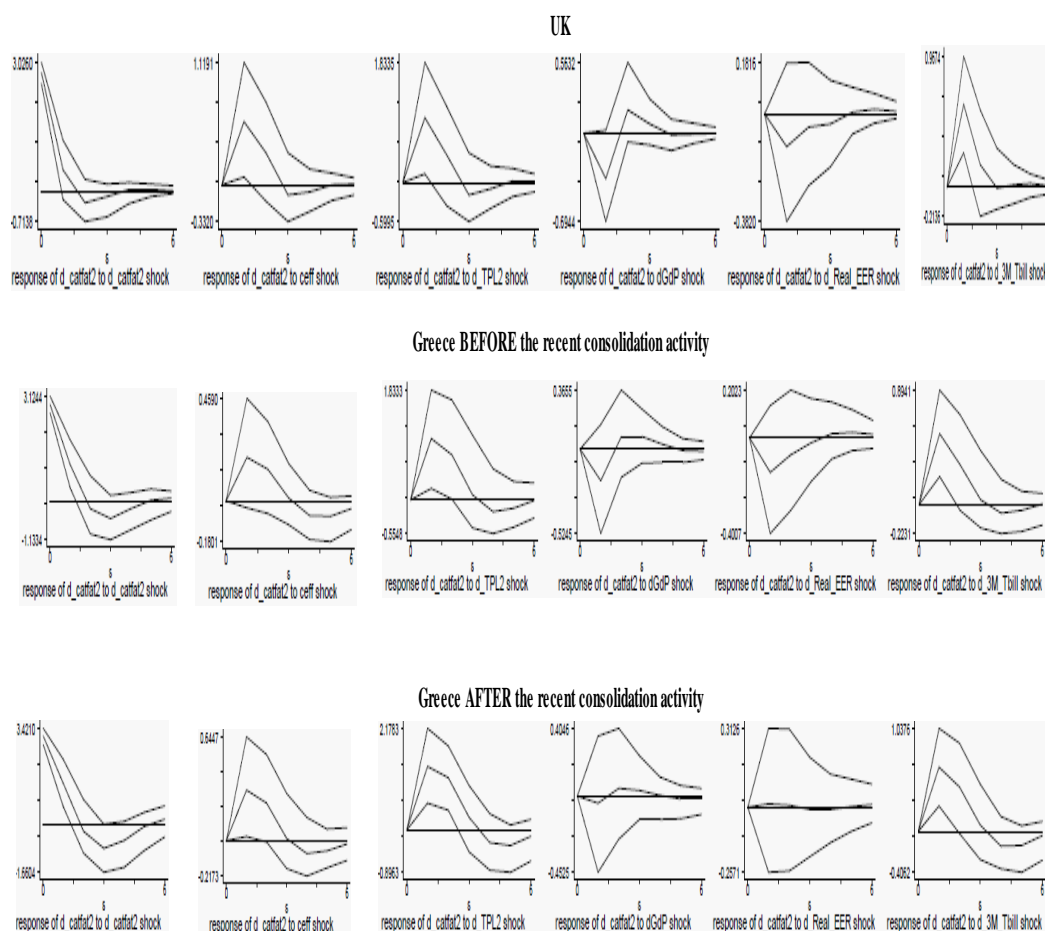 UK
3.0260
-0.7138
0
6
s
response of d_catfat2 to d_catfat2 shock
1.1191
-0.3320
0
6
s
response of d_catfat2 to ceff shock
1.8335
-0.5995
0
6
s
response of d_catfat2 to d_TPL2 shock
0.5632
-0.6944
0
6
s
response of d_catfat2 to dGdP shock
0.1816
-0.3820
0
6
s
response of d_catfat2 to d_Real_EER shock
0.9674
-0.2136
0
6
s
response of d_catfat2 to d_3M_Tbill shock
Greece BEFORE the recent consolidation activity
3.1244
-1.1334
0
6
s
response of d_catfat2 to d_catfat2 shock
0.4590
-0.1801
0
6
s
response of d_catfat2 to ceff shock
1.8333
-0.5548
0
6
s
response of d_catfat2 to d_TPL2 shock
0.3655
-0.5245
0
6
s
response of d_catfat2 to dGdP shock
0.2023
-0.4007
0
6
s
response of d_catfat2 to d_Real_EER shock
0.8941
-0.2231
0
6
s
response of d_catfat2 to d_3M_Tbill shock
Greece AFTER the recent consolidation activity
3.4210
-1.6604
0
6
s
response of d_catfat2 to d_catfat2 shock
0.6447
-0.2173
0
6
s
response of d_catfat2 to ceff shock
2.1763
-0.8963
0
6
s
response of d_catfat2 to d_TPL2 shock
0.4046
-0.4525
0
6
s
response of d_catfat2 to dGdP shock
0.3126
-0.2571
0
6
s
response of d_catfat2 to d_Real_EER shock
1.0376
-0.4062
0
6
s
response of d_catfat2 to d_3M_Tbill shock